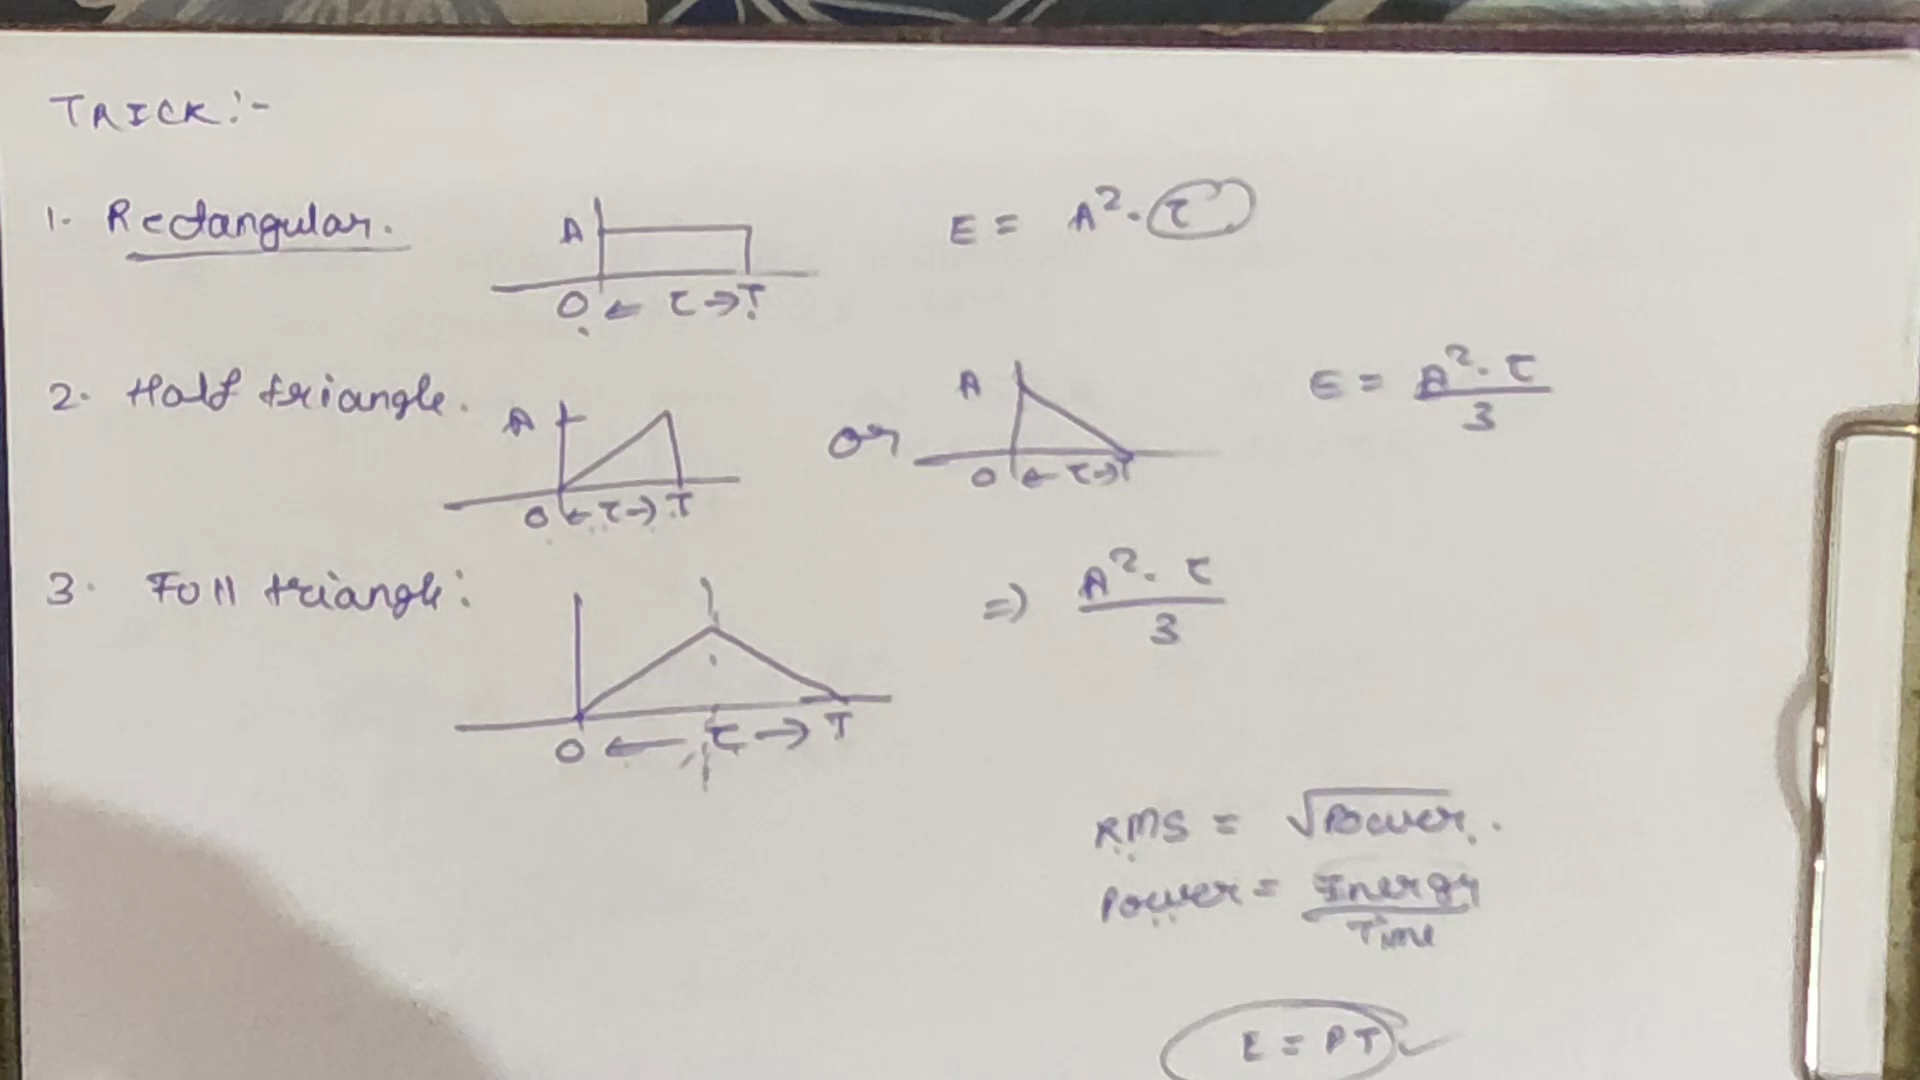 TRICK:-
1. Rectangular.
A
E = A². τ
0 ← τ → T
2. Half triangle.
A
or
A
E = A². τ / 3
0 ← τ → T
0 ← τ → T
3. Full triangle:
=) A². τ / 3
0 ← τ → T
RMS = √Power.
Power = Energy / Time
E = PT